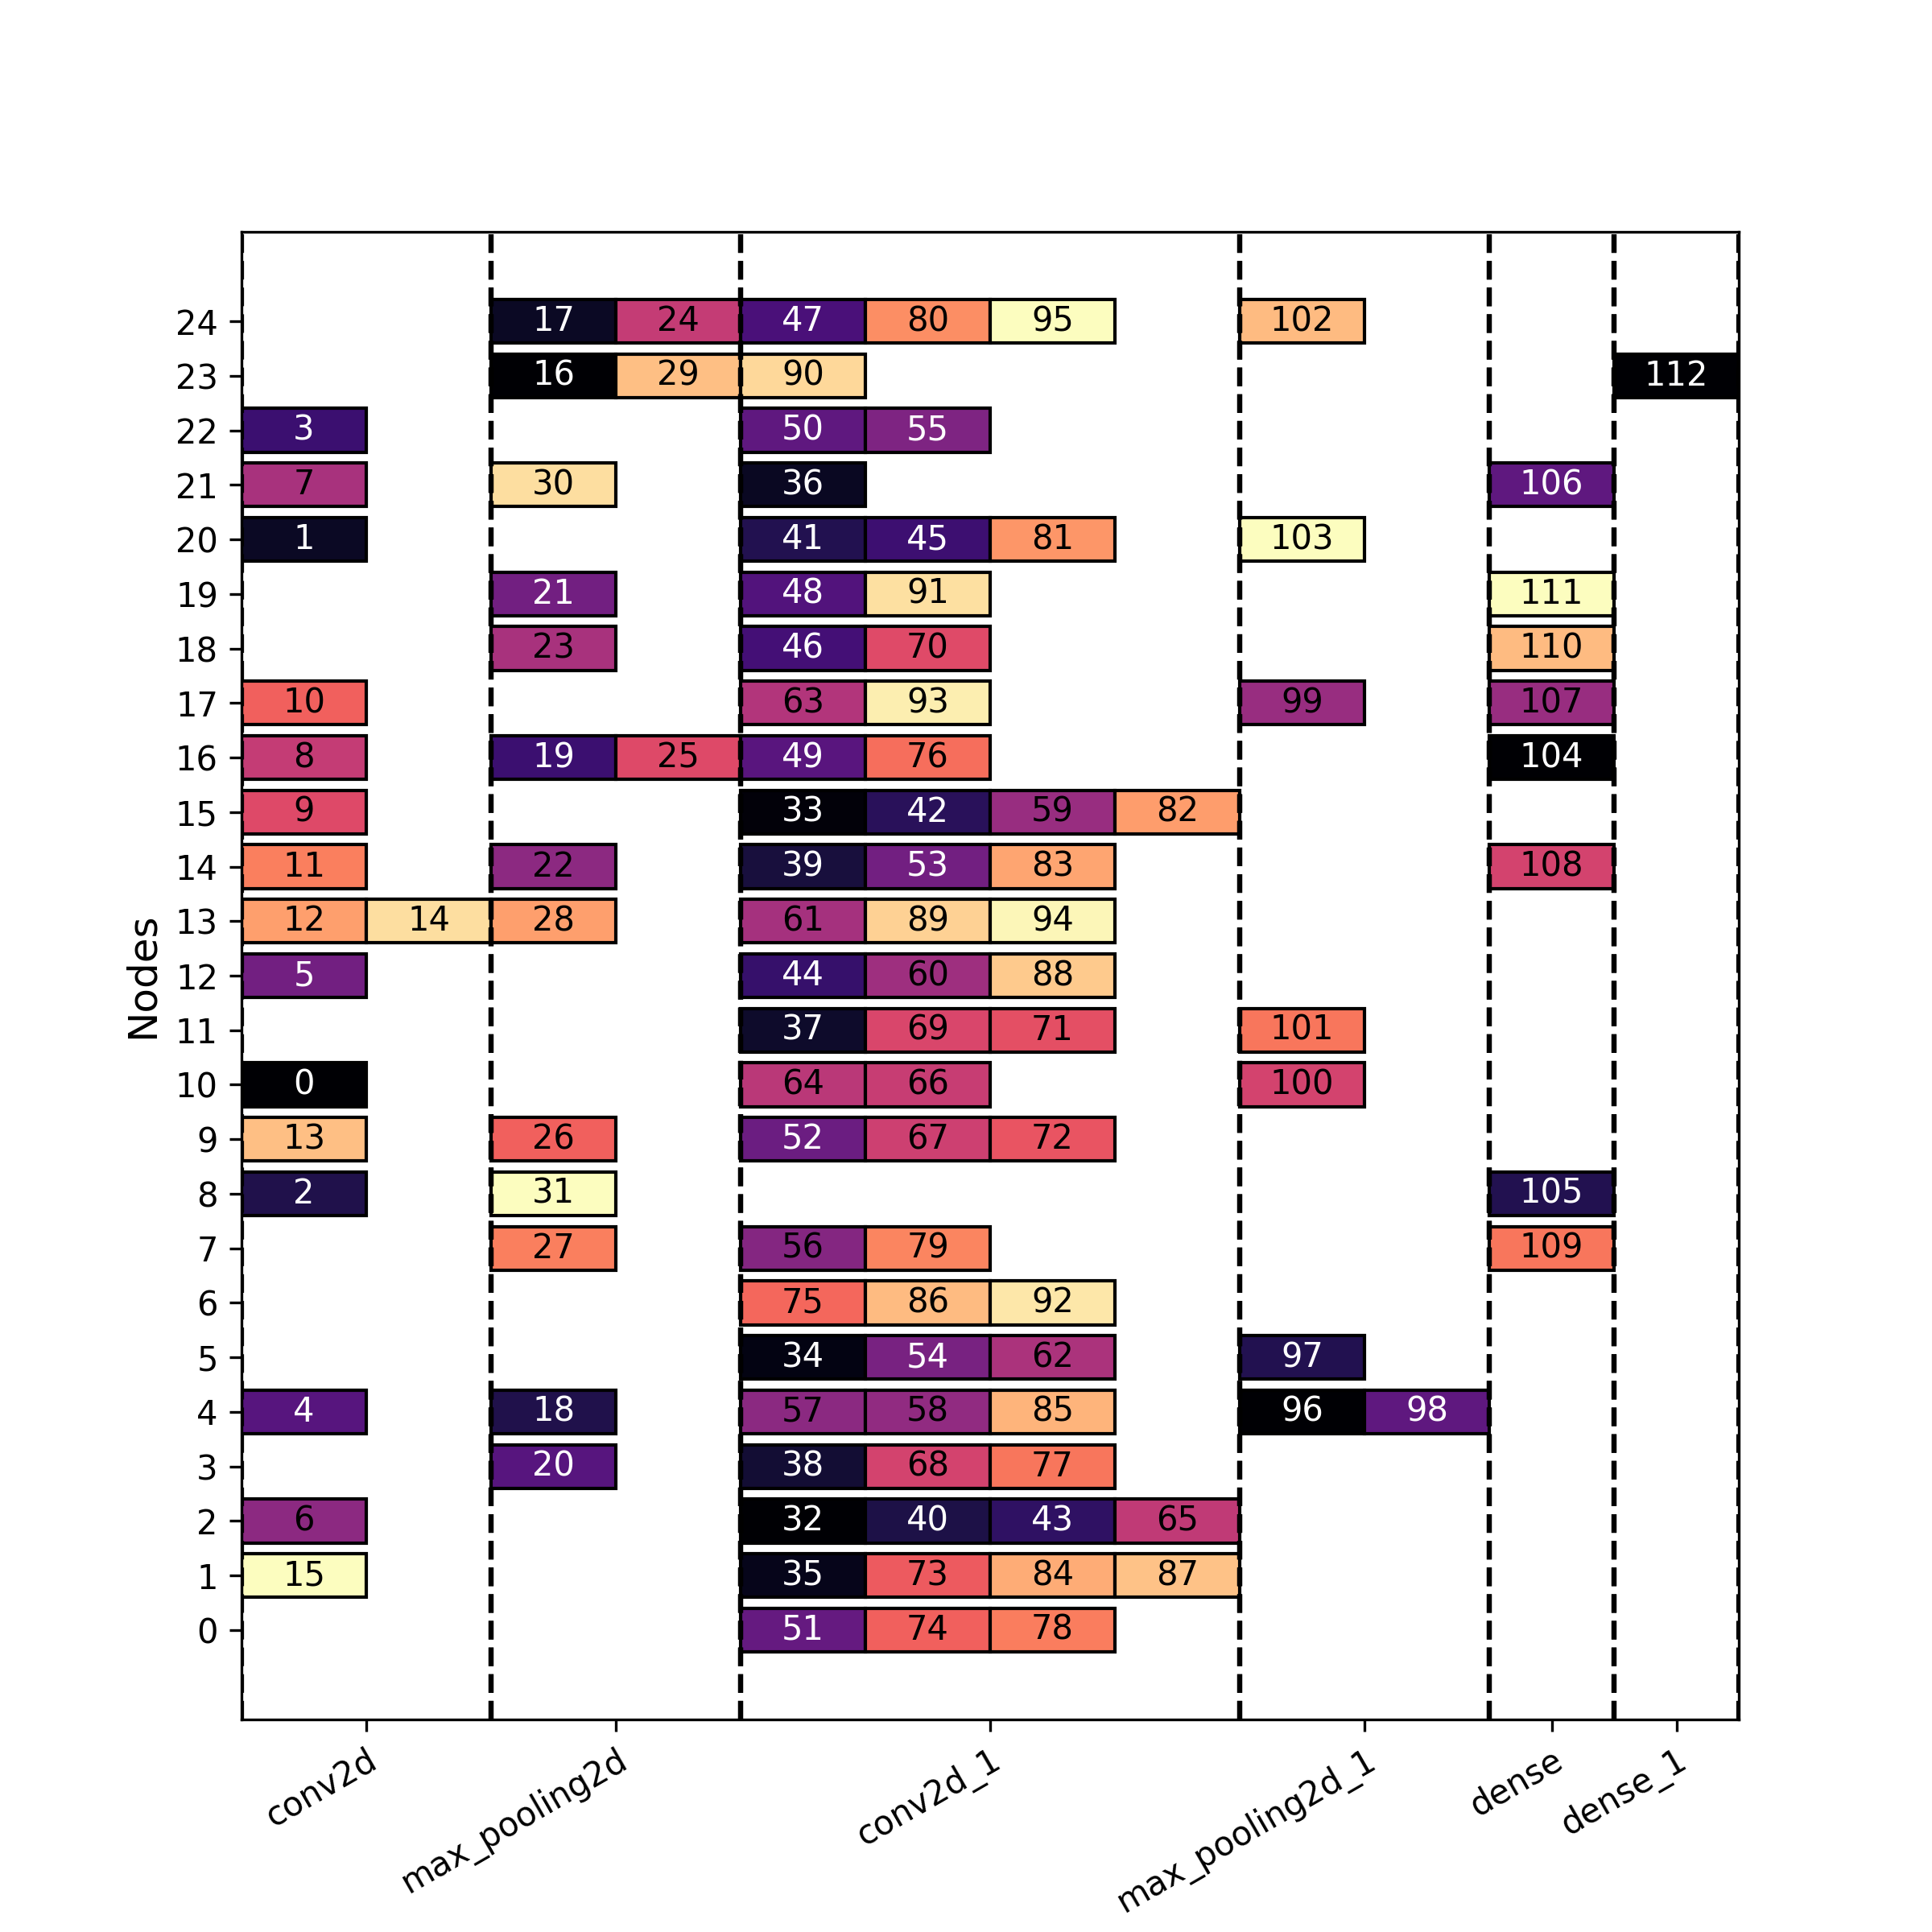 24 17 24 47 80 95 102
23 16 29 90 112
22 3 50 55
21 7 30 36 106
20 1 41 45 81 103
19 21 48 91 111
18 23 46 70 110
17 10 63 93 99 107
16 8 19 25 49 76 104
15 9 33 42 59 82
14 11 22 39 53 83 108
13 12 14 28 61 89 94
12 5 44 60 88
11 37 69 71 101
10 0 64 66 100
9 13 26 52 67 72
8 2 31 105
7 27 56 79 109
6 75 86 92
5 34 54 62 97
4 4 18 57 58 85 96 98
3 20 38 68 77
2 6 32 40 43 65
1 15 35 73 84 87
0 51 74 78
Nodes
conv2d
max_pooling2d
conv2d_1
max_pooling2d_1
dense
dense_1